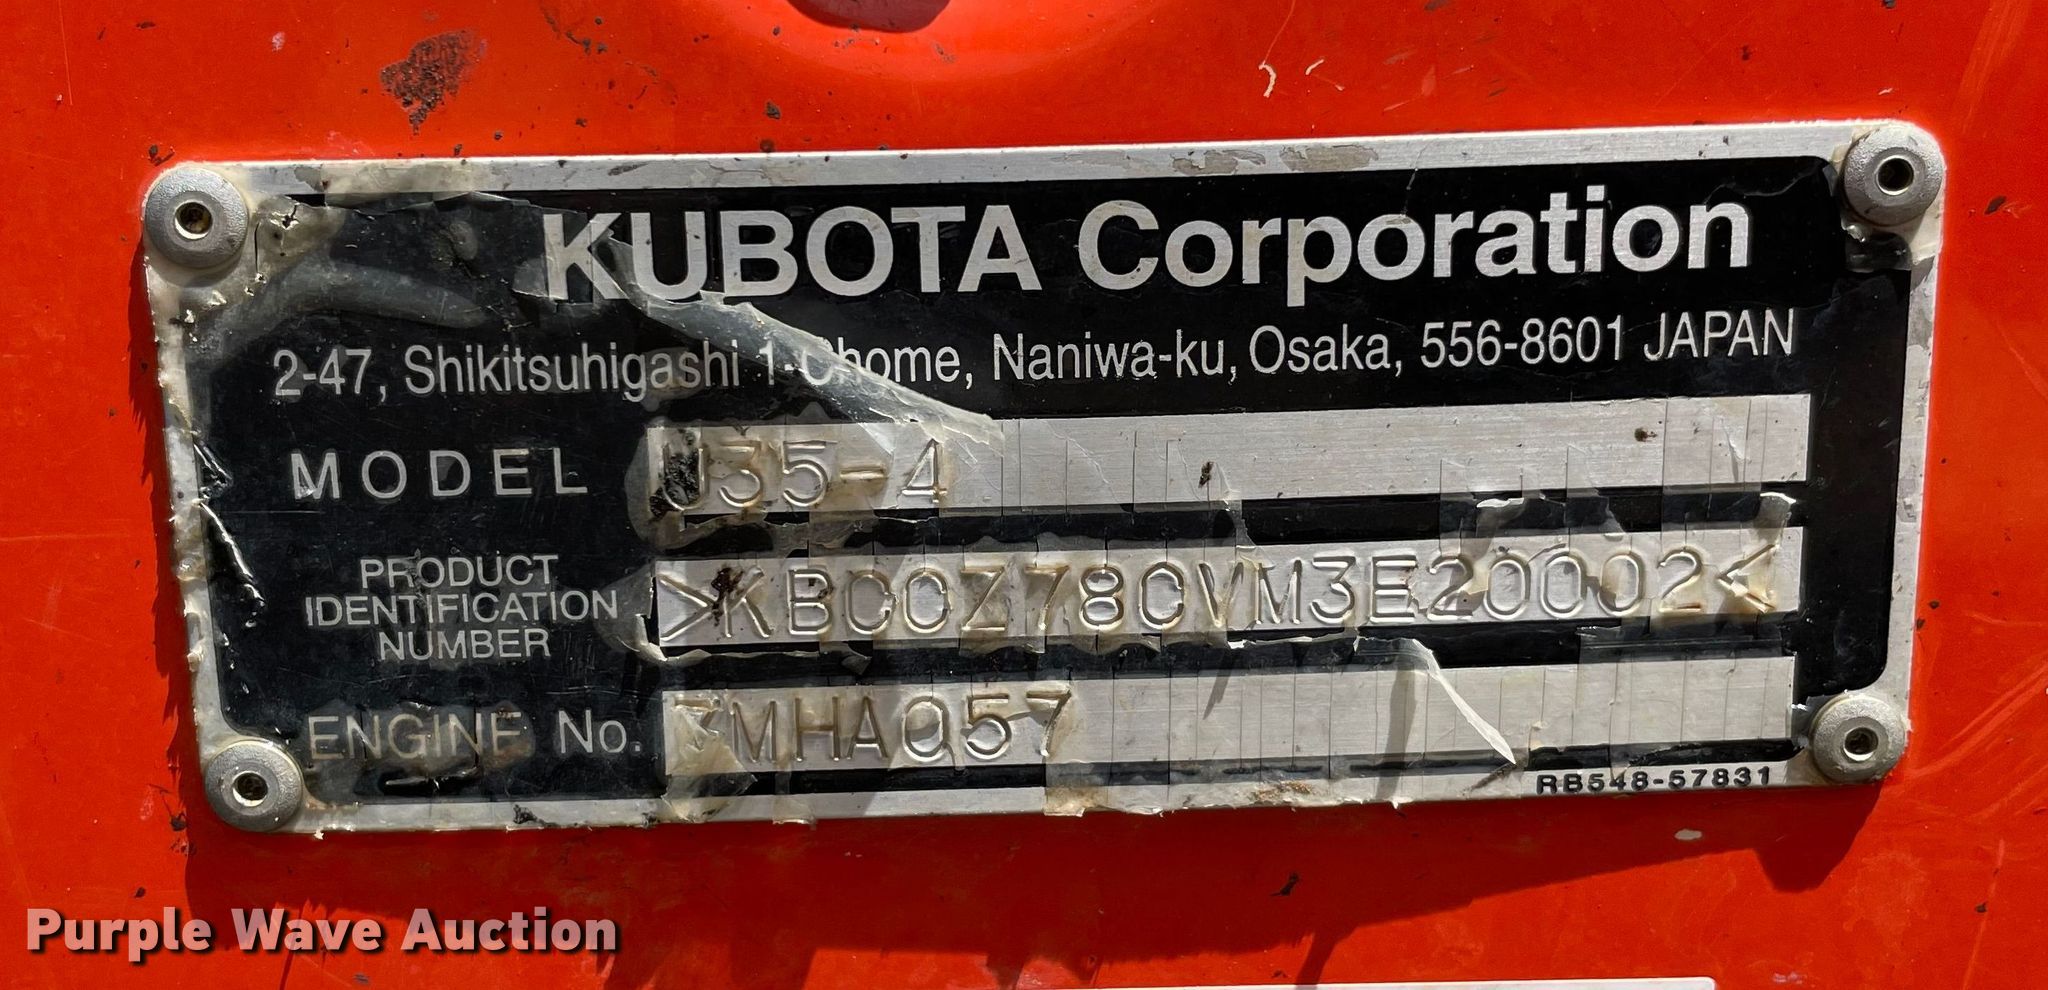 KUBOTA Corporation
2-47, Shikitsuhigashi 1-Chome, Naniwa-ku, Osaka, 556-8601 JAPAN
MODEL U35-4
PRODUCT
IDENTIFICATION
NUMBER
>KBCCZ78CVM3E20002<
ENGINE No. 7MHA057
RB548-57831
Purple Wave Auction